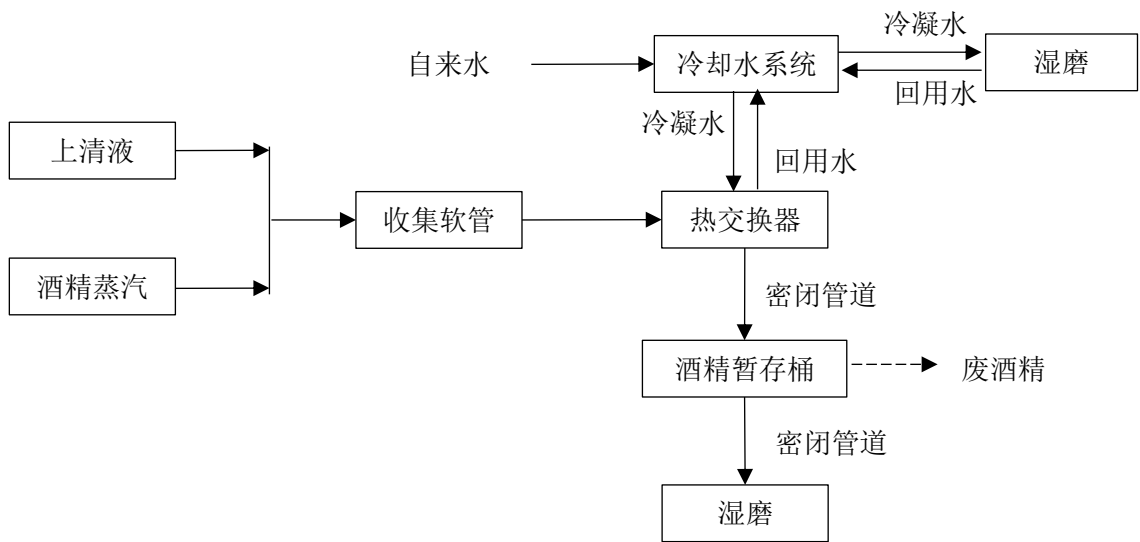 冷凝水
自来水
冷却水系统
湿磨
回用水
冷凝水
上清液
回用水
收集软管
热交换器
酒精蒸汽
密闭管道
酒精暂存桶
废酒精
密闭管道
湿磨